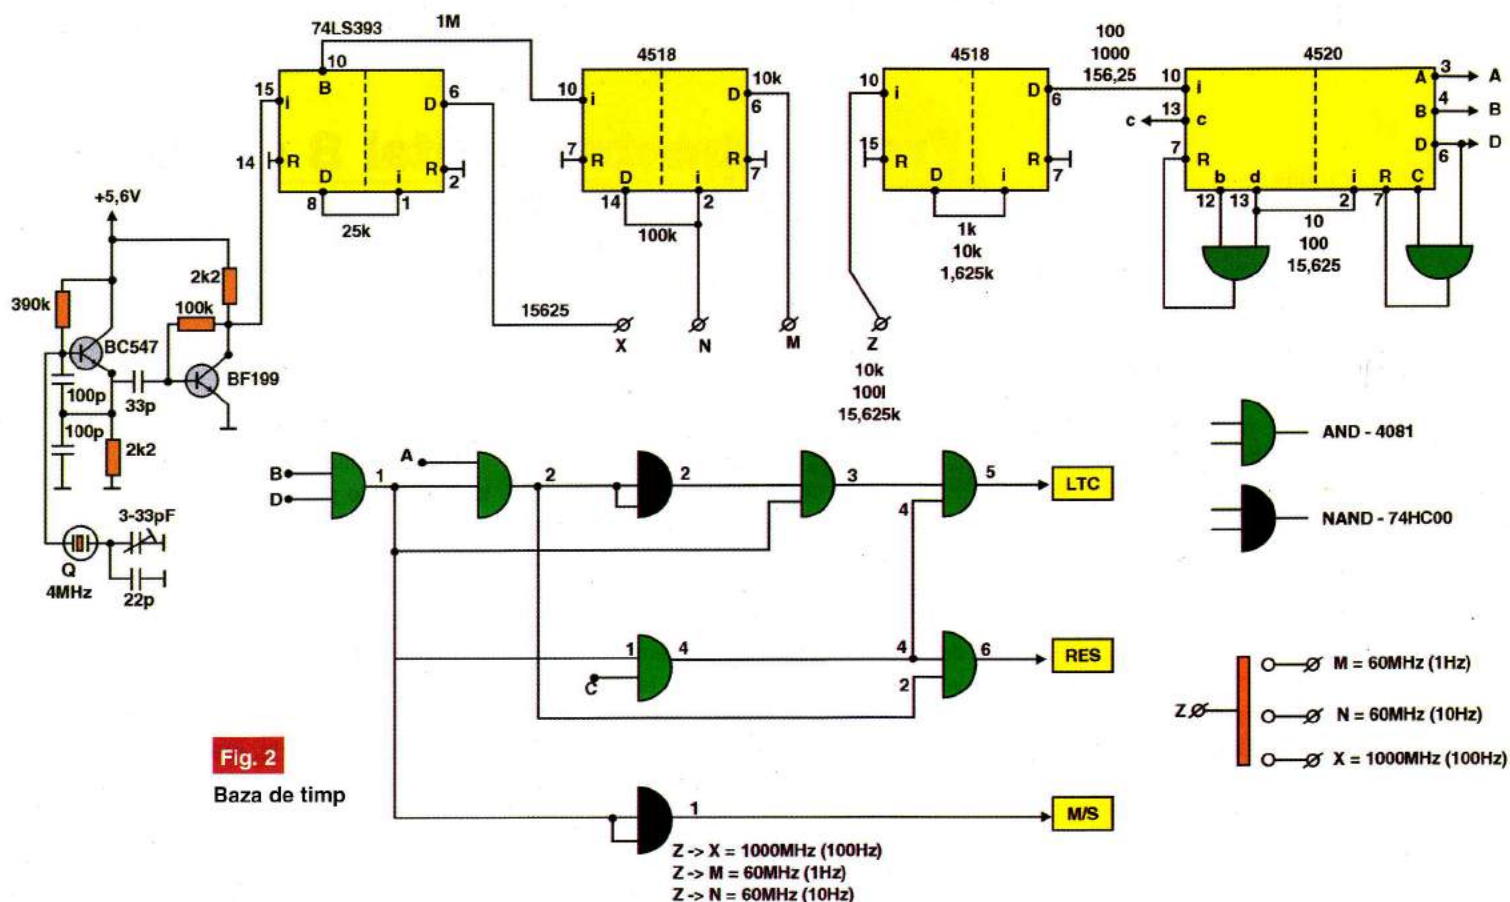 74LS393
1M
10
B
15
i
D
6
14
R
R
2
D
i
8
1
25k
4518
10
i
D
10k
6
7
R
R
7
D
i
14
2
100k
4518
10
i
D
6
15
R
R
7
D
i
1k
10k
1,625k
100
1000
156,25
4520
10
i
A
3
A
13
c
c
B
4
B
7
R
D
6
D
b
d
i
R
C
12
13
2
7
10
100
15,625
+5,6V
390k
2k2
100k
BC547
BF199
100p
33p
100p
2k2
3-33pF
Q
4MHz
22p
15625
X
N
M
Z
10k
100l
15,625k
B
D
1
A
2
2
3
4
5
LTC
1
C
4
4
2
6
RES
1
M/S
AND - 4081
NAND - 74HC00
Z
M = 60MHz (1Hz)
N = 60MHz (10Hz)
X = 1000MHz (100Hz)
Fig. 2
Baza de timp
Z -> X = 1000MHz (100Hz)
Z -> M = 60MHz (1Hz)
Z -> N = 60MHz (10Hz)